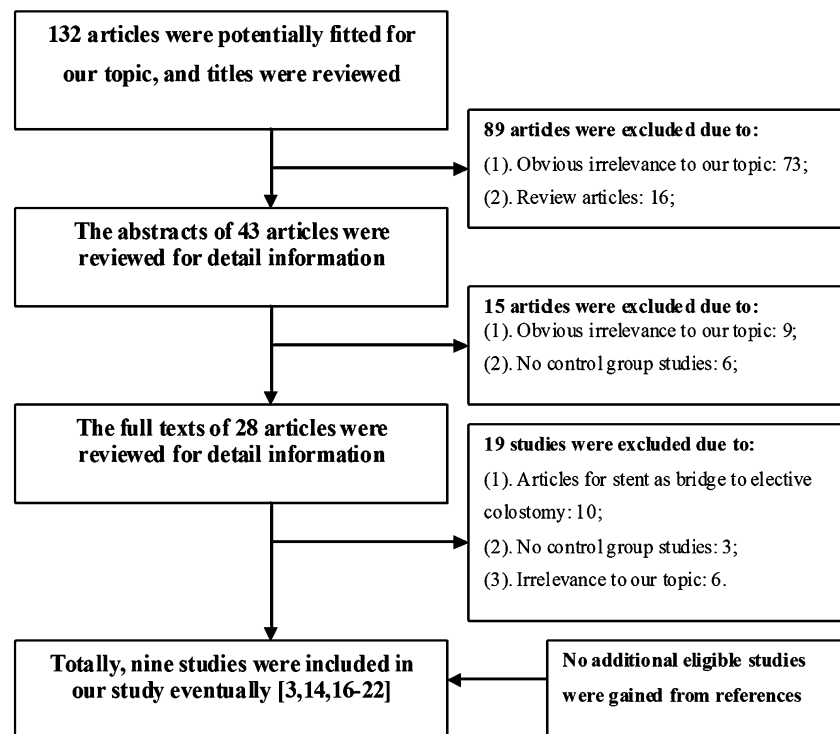 132 articles were potentially fitted for
our topic, and titles were reviewed
89 articles were excluded due to:
(1). Obvious irrelevance to our topic: 73;
(2). Review articles: 16;
The abstracts of 43 articles were
reviewed for detail information
15 articles were excluded due to:
(1). Obvious irrelevance to our topic: 9;
(2). No control group studies: 6;
The full texts of 28 articles were
reviewed for detail information
19 studies were excluded due to:
(1). Articles for stent as bridge to elective
colostomy: 10;
(2). No control group studies: 3;
(3). Irrelevance to our topic: 6.
Totally, nine studies were included in
our study eventually [3,14,16-22]
No additional eligible studies
were gained from references